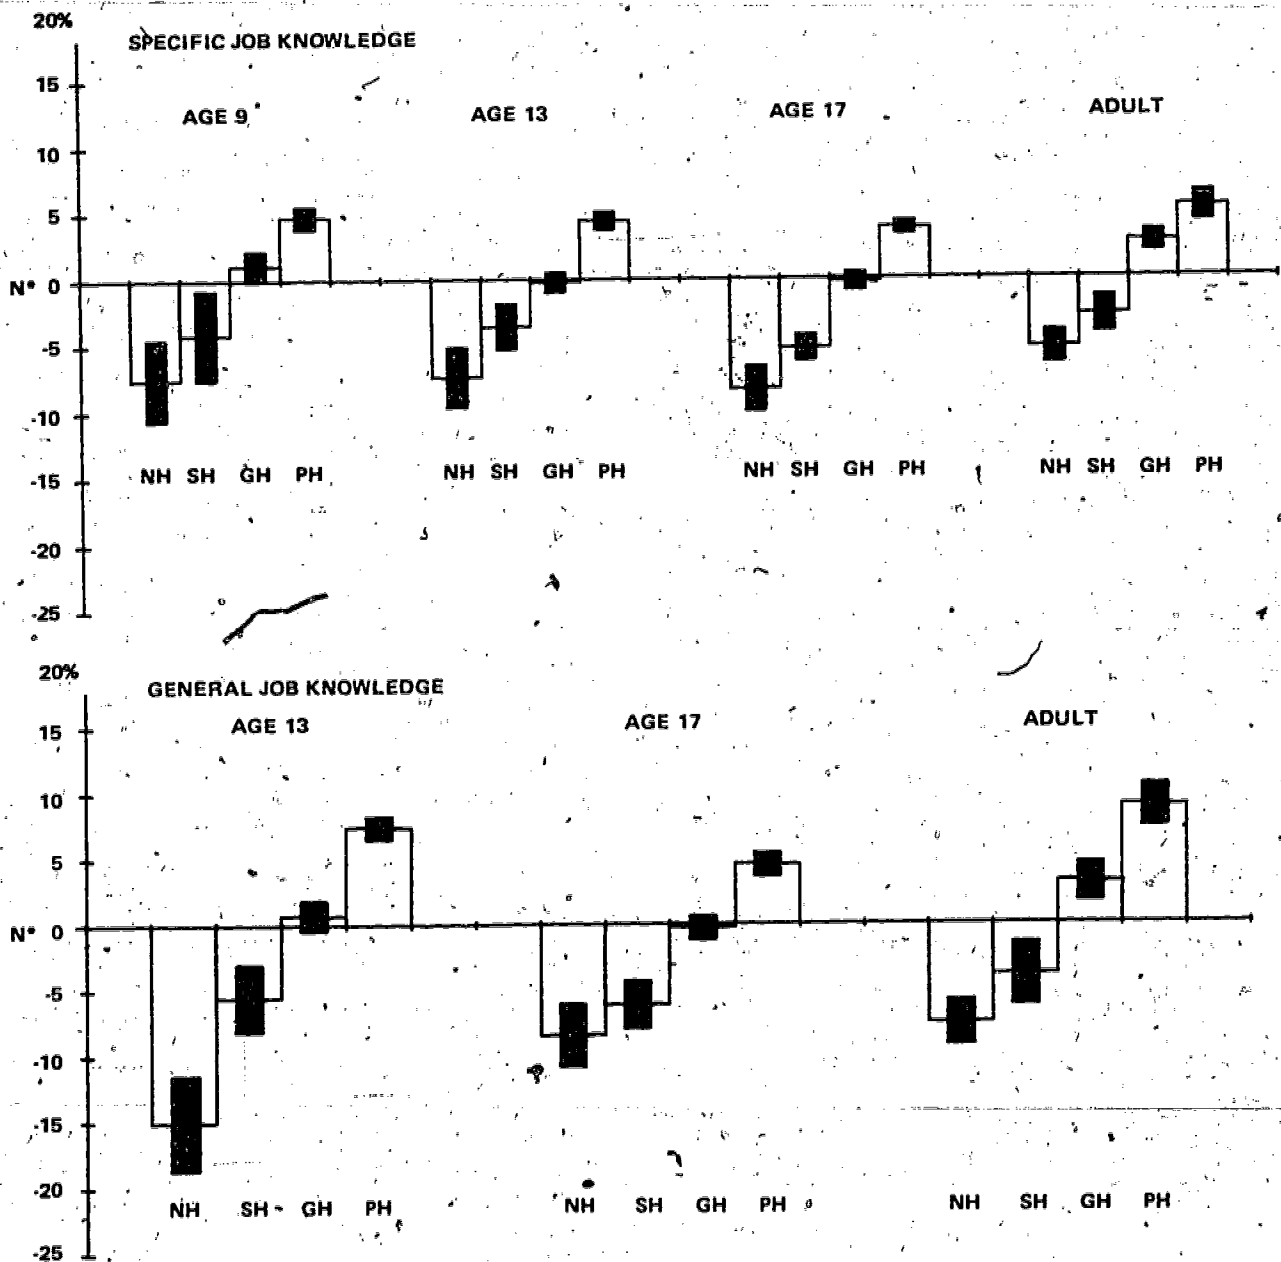 20%
SPECIFIC JOB KNOWLEDGE
15
AGE 9 AGE 13 AGE 17 ADULT
10
5
N* 0
-5
-10
NH SH GH PH NH SH GH PH NH SH GH PH NH SH GH PH
-15
-20
-25
20%
GENERAL JOB KNOWLEDGE
AGE 13 AGE 17 ADULT
15
10
5
N* 0
-5
-10
-15
-20
NH SH GH PH NH SH GH PH NH SH GH PH
-25